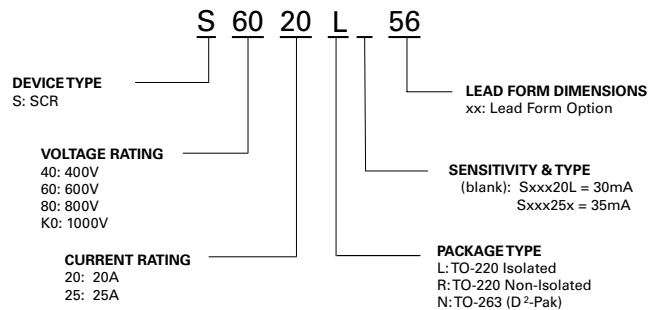 S 60 20 L _ 56
DEVICE TYPE
S: SCR
LEAD FORM DIMENSIONS
xx: Lead Form Option
VOLTAGE RATING
40: 400V
60: 600V
80: 800V
K0: 1000V
SENSITIVITY & TYPE
(blank): Sxxx20L = 30mA
Sxxx25x = 35mA
CURRENT RATING
20: 20A
25: 25A
PACKAGE TYPE
L: TO-220 Isolated
R: TO-220 Non-Isolated
N: TO-263 (D²-Pak)